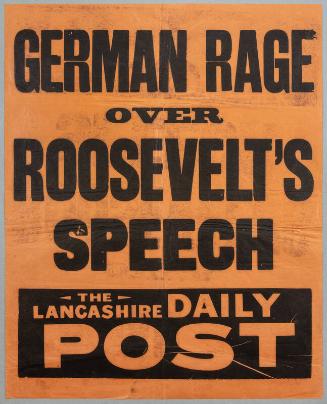 GERMAN RAGE
OVER
ROOSEVELT'S
SPEECH
THE
LANCASHIRE DAILY
POST